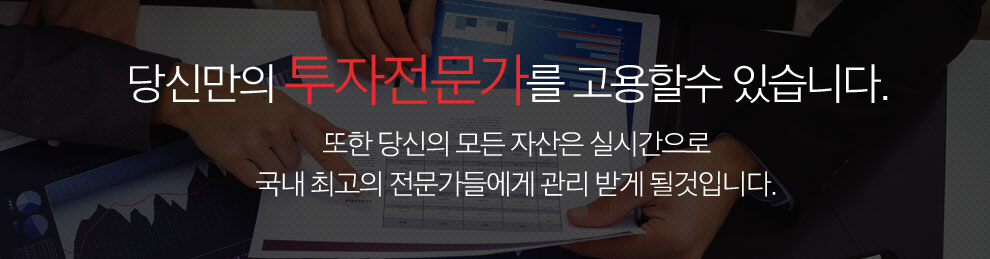 당신만의 투자전문가를 고용할수 있습니다.
또한 당신의 모든 자산은 실시간으로
국내 최고의 전문가들에게 관리 받게 될것입니다.